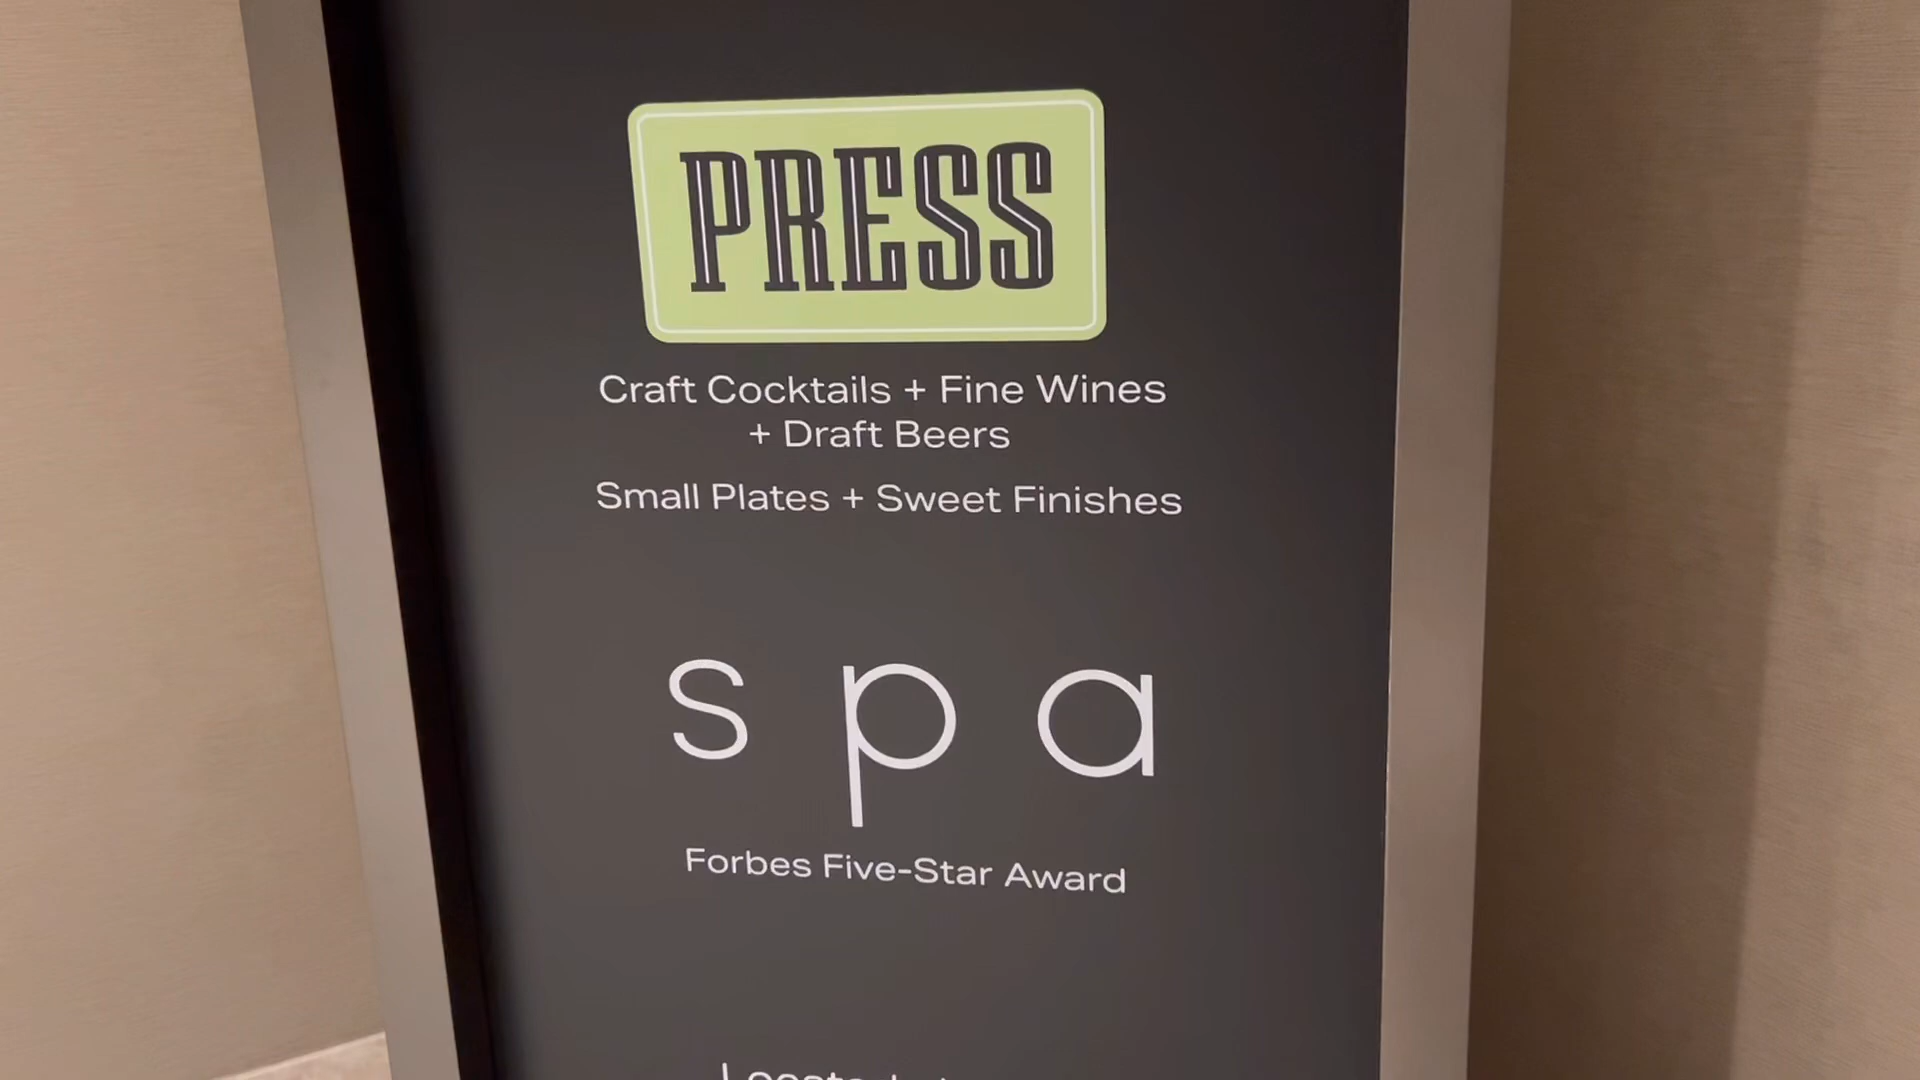 PRESS
Craft Cocktails + Fine Wines
+ Draft Beers
Small Plates + Sweet Finishes
spa
Forbes Five-Star Award